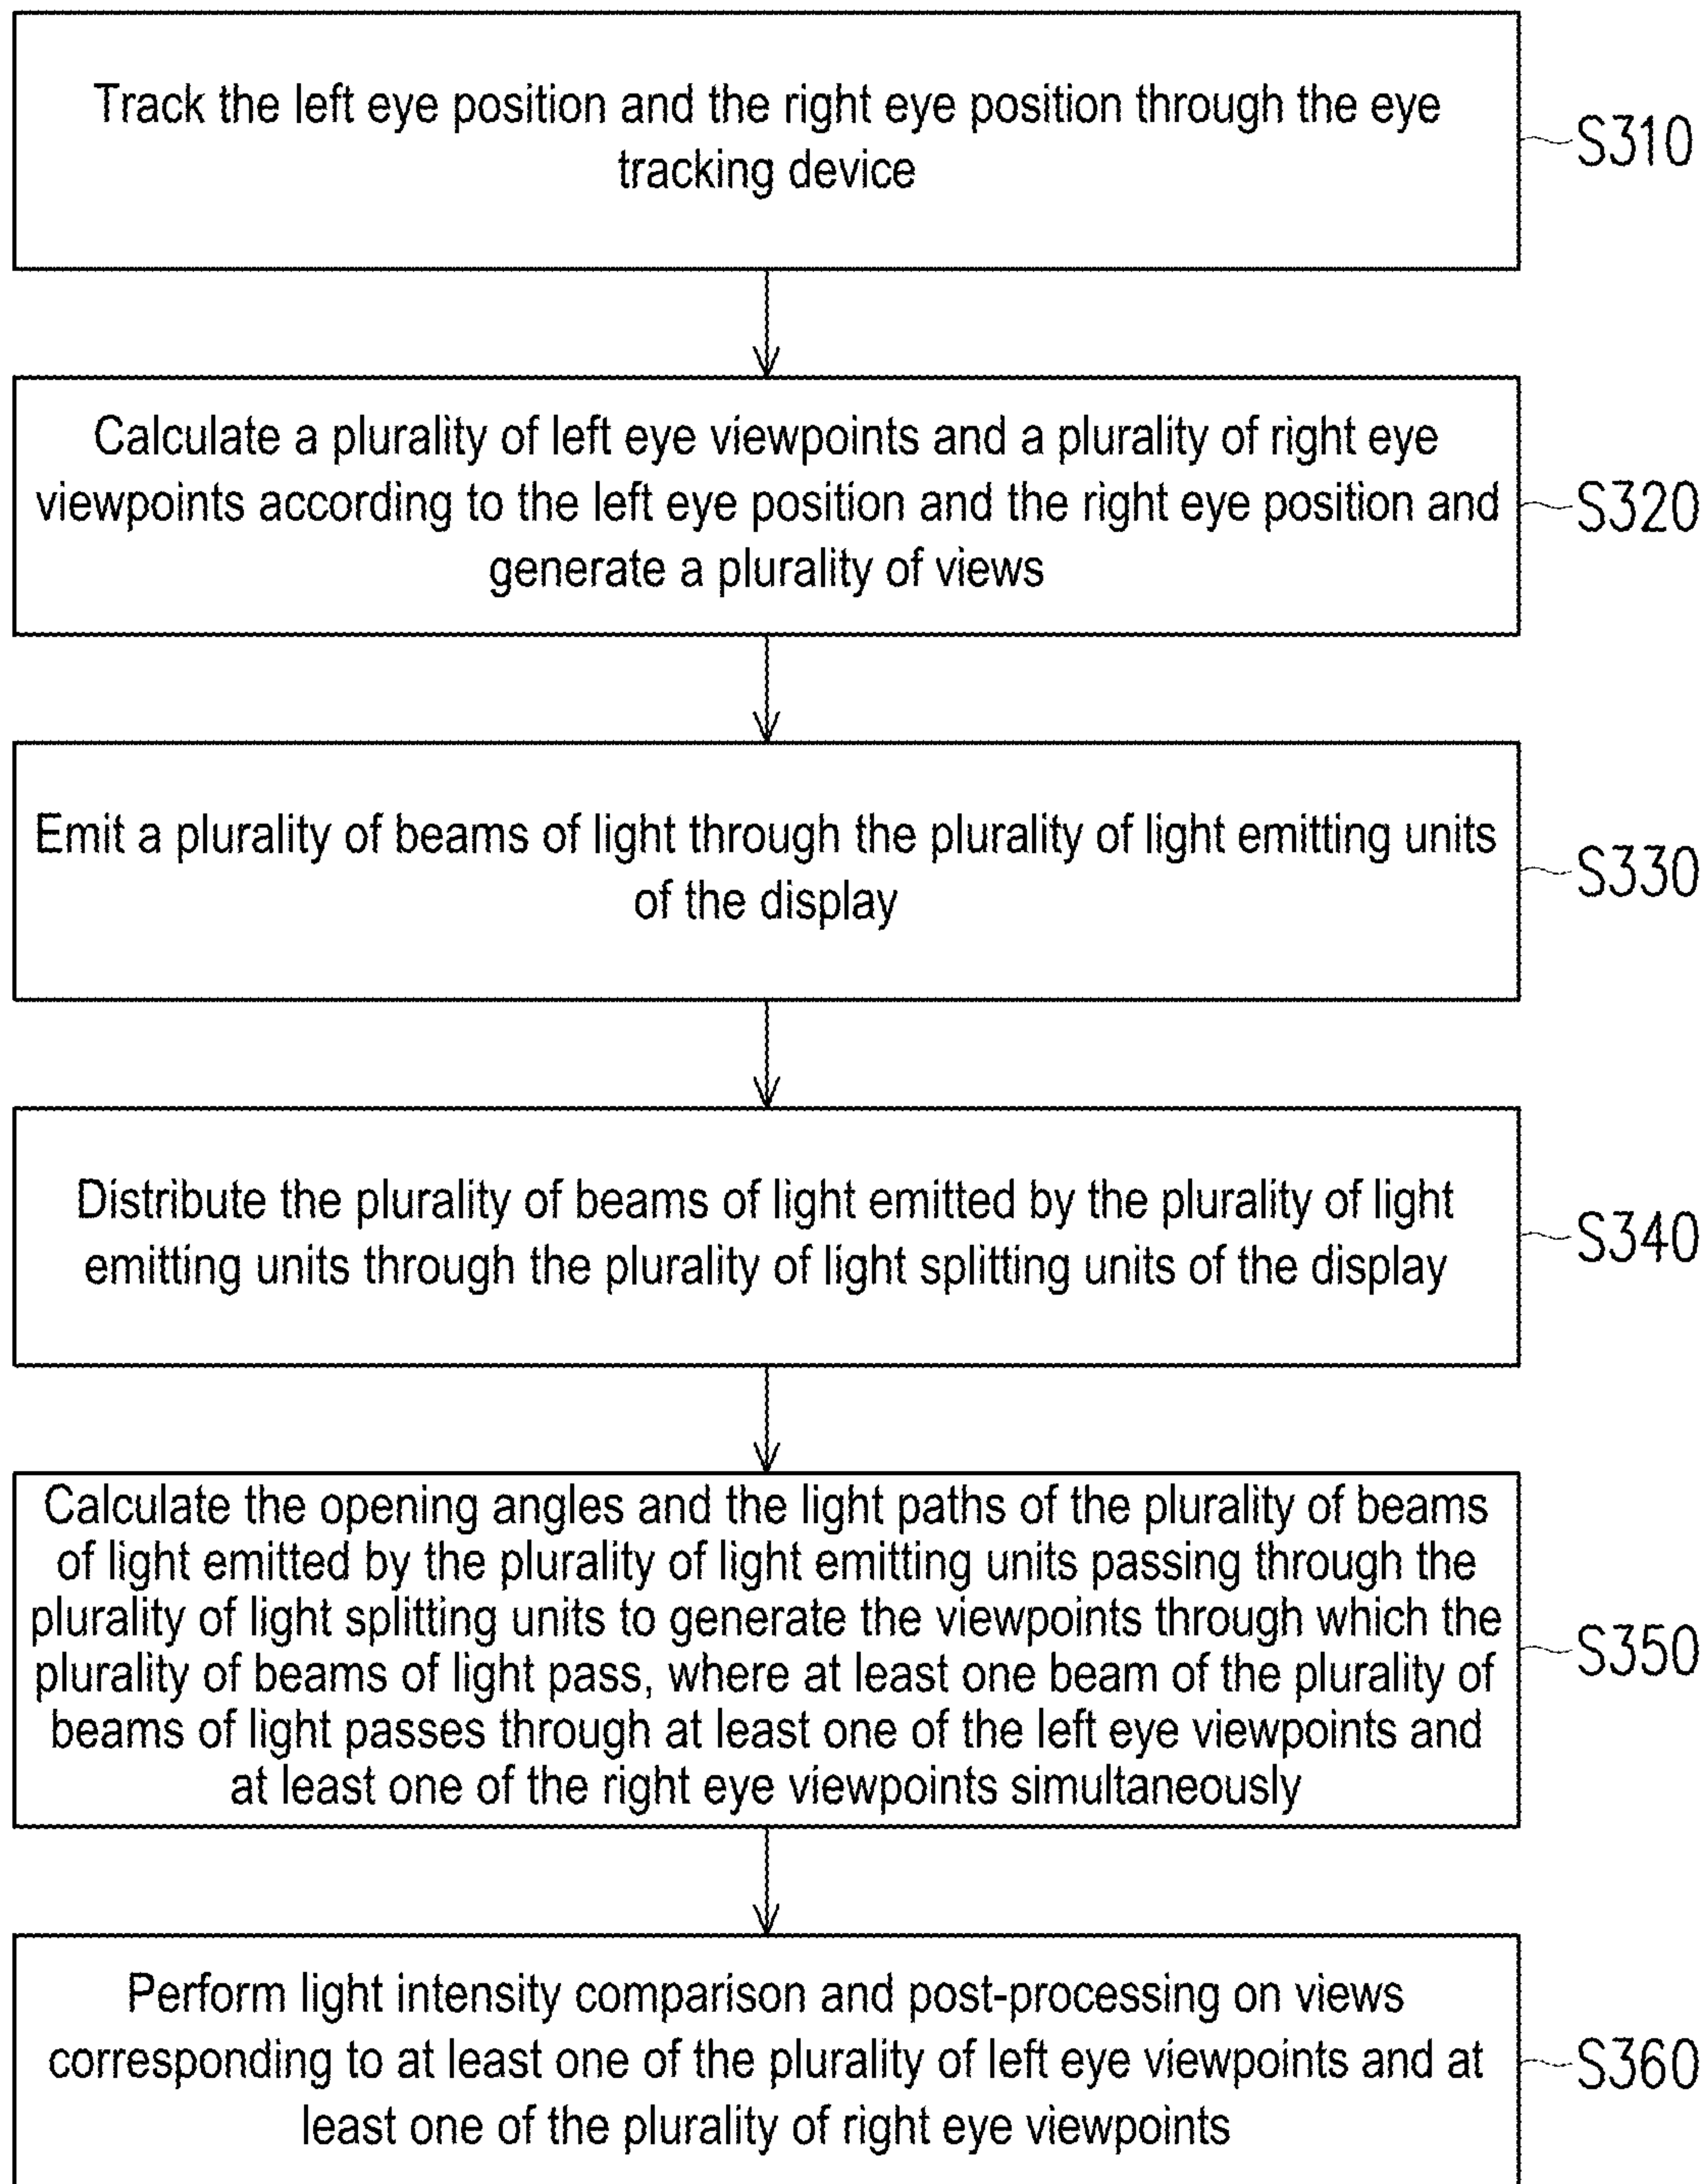 Track the left eye position and the right eye position through the eye
tracking device
S310
Calculate a plurality of left eye viewpoints and a plurality of right eye
viewpoints according to the left eye position and the right eye position and
generate a plurality of views
S320
Emit a plurality of beams of light through the plurality of light emitting units
of the display
S330
Distribute the plurality of beams of light emitted by the plurality of light
emitting units through the plurality of light splitting units of the display
S340
Calculate the opening angles and the light paths of the plurality of beams
of light emitted by the plurality of light emitting units passing through the
plurality of light splitting units to generate the viewpoints through which the
plurality of beams of light pass, where at least one beam of the plurality of
beams of light passes through at least one of the left eye viewpoints and
at least one of the right eye viewpoints simultaneously
S350
Perform light intensity comparison and post-processing on views
corresponding to at least one of the plurality of left eye viewpoints and at
least one of the plurality of right eye viewpoints
S360